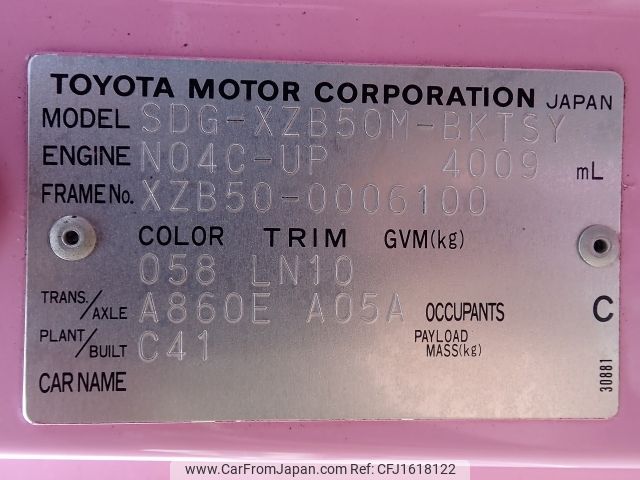 TOYOTA MOTOR CORPORATION JAPAN
MODEL SDG-XZB50M-BKTSY
ENGINE N04C-UP 4009 mL
FRAME No. XZB50-0006100
COLOR TRIM GVM(kg)
058 LN10
TRANS./AXLE A860E A05A OCCUPANTS C
PLANT/BUILT C41 PAYLOAD MASS(kg)
CAR NAME
30881
www.CarFromJapan.com REFNO:CFJ1618122